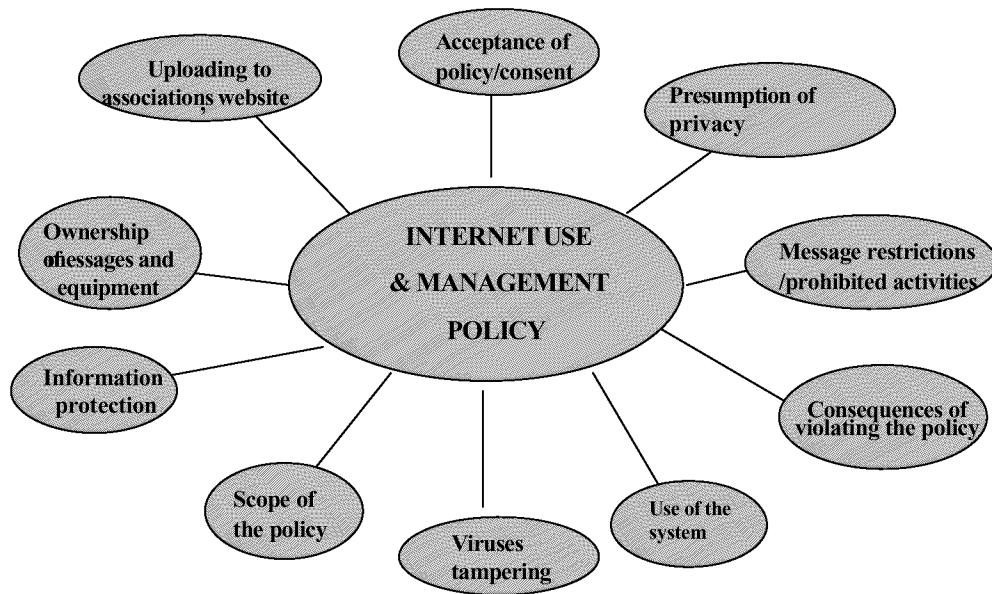 Acceptance of
policy/consent
Uploading to
association's website
Presumption of
privacy
Ownership
of messages and
equipment
INTERNET USE
& MANAGEMENT
POLICY
Message restrictions
/prohibited activities
Information
protection
Consequences of
violating the policy
Scope of
the policy
Use of the
system
Viruses
tampering